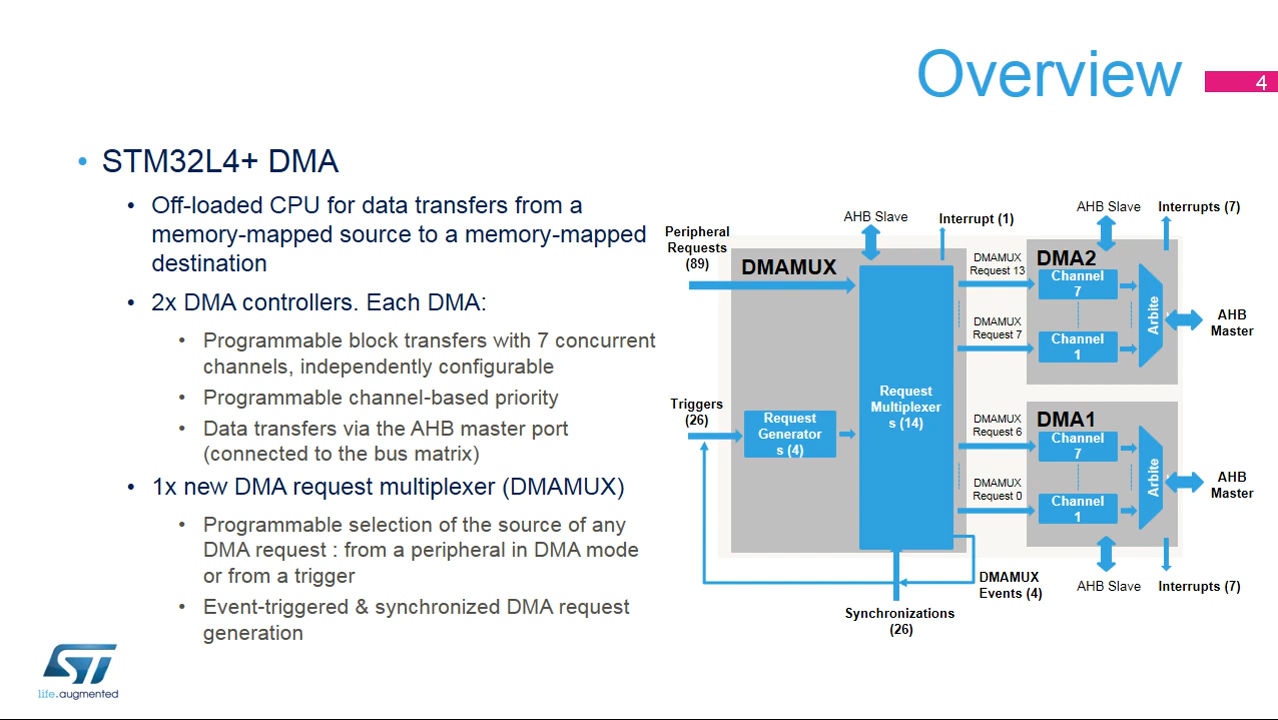 Overview
4
• STM32L4+ DMA
• Off-loaded CPU for data transfers from a
memory-mapped source to a memory-mapped
destination
• 2x DMA controllers. Each DMA:
• Programmable block transfers with 7 concurrent
channels, independently configurable
• Programmable channel-based priority
• Data transfers via the AHB master port
(connected to the bus matrix)
• 1x new DMA request multiplexer (DMAMUX)
• Programmable selection of the source of any
DMA request : from a peripheral in DMA mode
or from a trigger
• Event-triggered & synchronized DMA request
generation
Peripheral
Requests
(89)
AHB Slave
Interrupt (1)
DMAMUX
Triggers
(26)
Request
Generator
s (4)
Request
Multiplexer
s (14)
DMAMUX
Request 13
DMAMUX
Request 7
DMAMUX
Request 6
DMAMUX
Request 0
DMAMUX
Events (4)
Synchronizations
(26)
AHB Slave
Interrupts (7)
DMA2
Channel
7
Channel
1
Arbite
AHB
Master
DMA1
Channel
7
Channel
1
Arbite
AHB
Master
AHB Slave
Interrupts (7)
ST
life.augmented